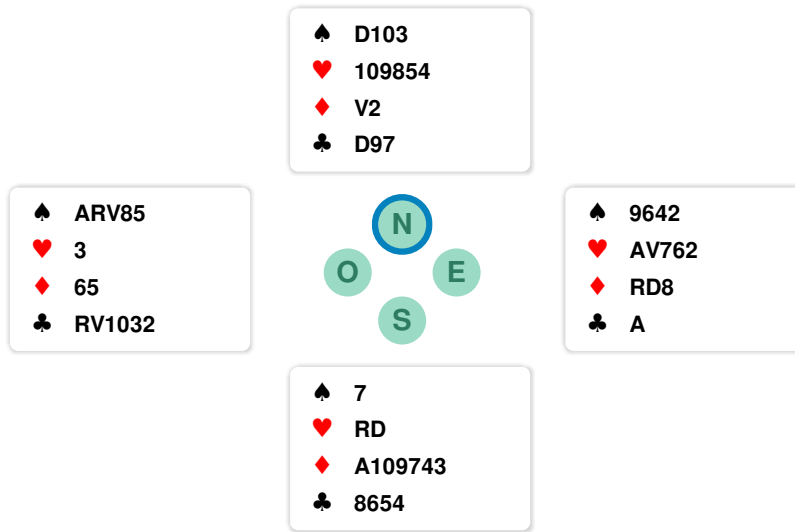 ♠ D103
♥ 109854
♦ V2
♣ D97
♠ ARV85
♥ 3
♦ 65
♣ RV1032
N
O
E
S
♠ 9642
♥ AV762
♦ RD8
♣ A
♠ 7
♥ RD
♦ A109743
♣ 8654